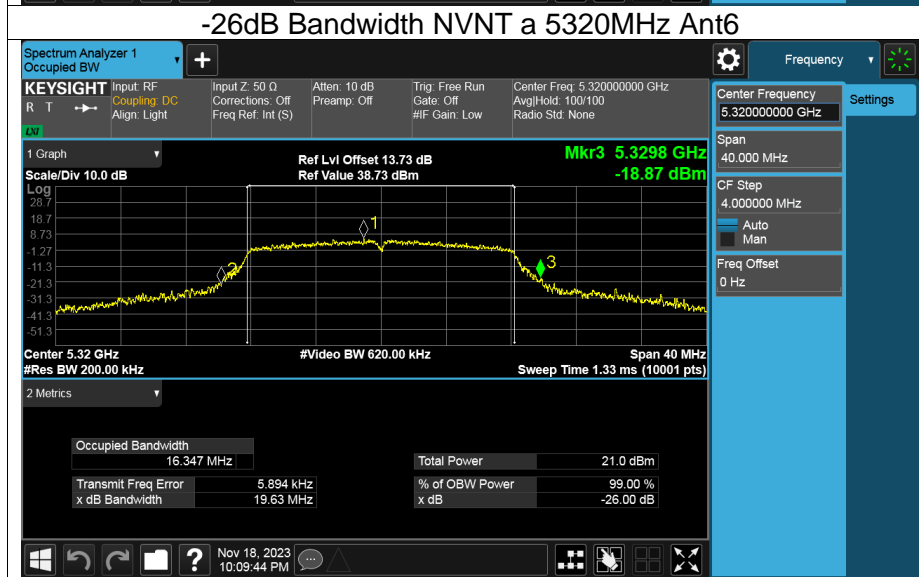 -26dB Bandwidth NVNT a 5320MHz Ant6
Spectrum Analyzer 1
Occupied BW
+
Frequency
KEYSIGHT
R T
LXI
Input: RF
Coupling: DC
Align: Light
Input Z: 50 Ω
Corrections: Off
Freq Ref: Int (S)
Atten: 10 dB
Preamp: Off
Trig: Free Run
Gate: Off
#IF Gain: Low
Center Freq: 5.320000000 GHz
Avg|Hold: 100/100
Radio Std: None
Center Frequency
5.320000000 GHz
Settings
Span
40.000 MHz
CF Step
4.000000 MHz
Auto
Man
Freq Offset
0 Hz
1 Graph
Scale/Div 10.0 dB
Ref Lvl Offset 13.73 dB
Ref Value 38.73 dBm
Mkr3 5.3298 GHz
-18.87 dBm
Log
28.7
18.7
8.73
-1.27
-11.3
-21.3
-31.3
-41.3
-51.3
1
2
3
Center 5.32 GHz
#Res BW 200.00 kHz
#Video BW 620.00 kHz
Span 40 MHz
Sweep Time 1.33 ms (10001 pts)
2 Metrics
Occupied Bandwidth
16.347 MHz
Transmit Freq Error 5.894 kHz
x dB Bandwidth 19.63 MHz
Total Power 21.0 dBm
% of OBW Power 99.00 %
x dB -26.00 dB
?
Nov 18, 2023
10:09:44 PM